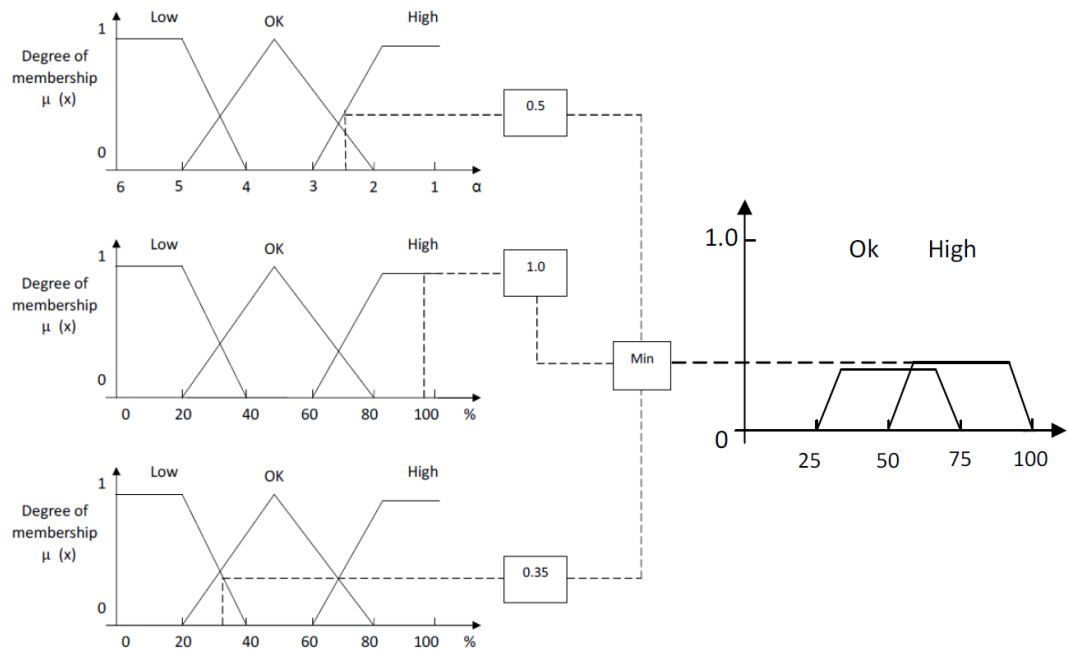 Low OK High
1
Degree of
membership
μ (x)
0
6 5 4 3 2 1 α
0.5
Low OK High
1
Degree of
membership
μ (x)
0
0 20 40 60 80 100 %
1.0
Min
1.0
Ok High
0
25 50 75 100
Low OK High
1
Degree of
membership
μ (x)
0
0 20 40 60 80 100 %
0.35